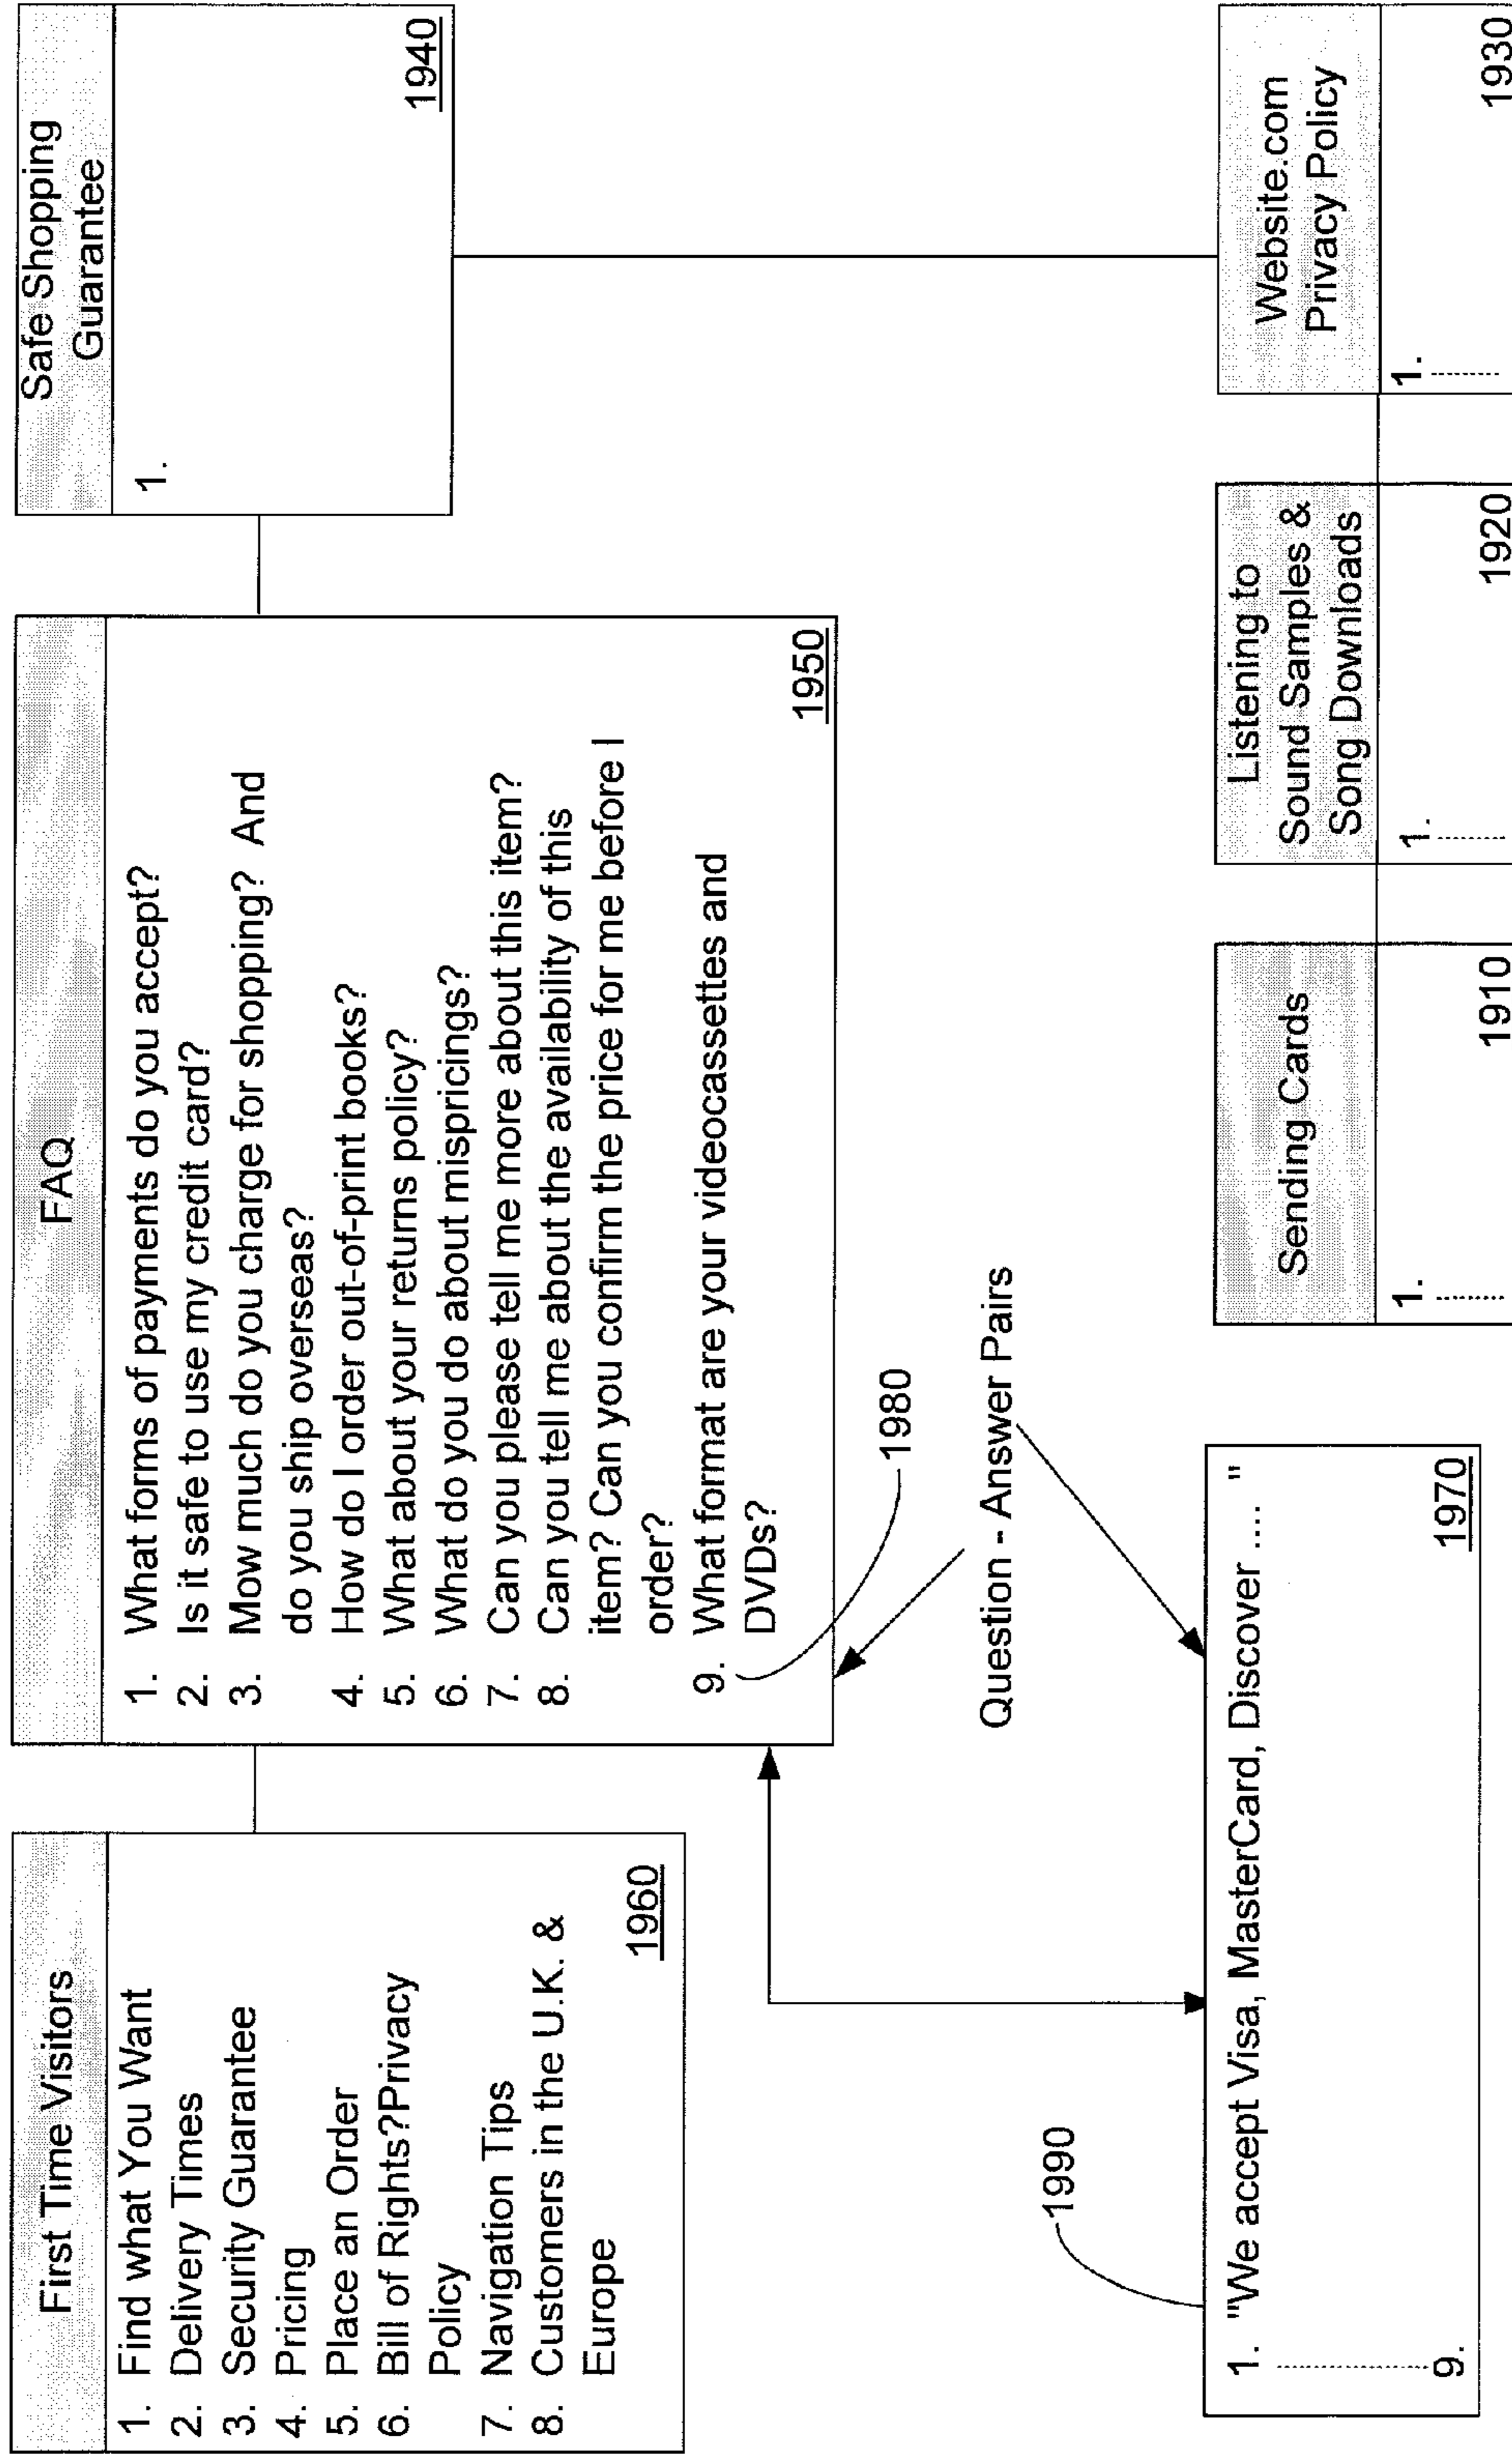 First Time Visitors
1. Find what You Want
2. Delivery Times
3. Security Guarantee
4. Pricing
5. Place an Order
6. Bill of Rights?Privacy
Policy
7. Navigation Tips
8. Customers in the U.K. &
Europe
1960
FAQ
1. What forms of payments do you accept?
2. Is it safe to use my credit card?
3. Mow much do you charge for shopping? And
do you ship overseas?
4. How do I order out-of-print books?
5. What about your returns policy?
6. What do you do about mispricings?
7. Can you please tell me more about this item?
8. Can you tell me about the availability of this
item? Can you confirm the price for me before I
order?
9. What format are your videocassettes and
DVDs?
1950
Safe Shopping
Guarantee
1.
1940
1980
Question - Answer Pairs
1990
1. "We accept Visa, MasterCard, Discover .... "
9.
1970
Sending Cards
1.
1910
Listening to
Sound Samples &
Song Downloads
1.
1920
Website.com
Privacy Policy
1.
1930